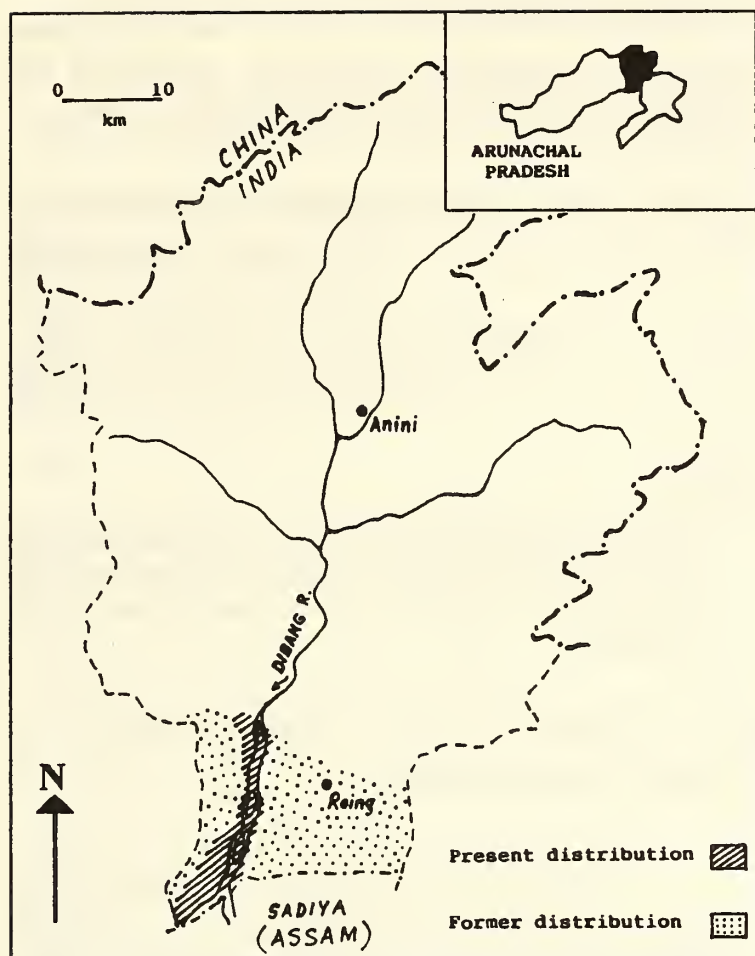 0 10
km
CHINA
INDIA
ARUNACHAL
PRADESH
Anini
DIBANG R.
N
Roing
Present distribution
SADIYA
(ASSAM)
Former distribution